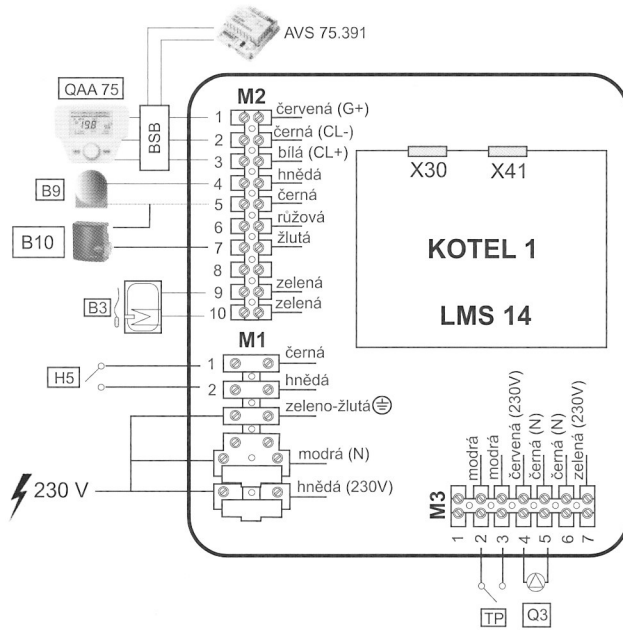 AVS 75.391
QAA 75
198
BSB
M2
1 červená (G+)
2 černá (CL-)
3 bílá (CL+)
4 hnědá
5 černá
6 růžová
7 žlutá
8
9 zelená
10 zelená
B9
B10
B3
X30 X41
KOTEL 1
LMS 14
M1
1 černá
2 hnědá
zeleno-žlutá
modrá (N)
hnědá (230V)
H5
230 V
M3
modrá
modrá
červená (230V)
černá (N)
černá (N)
zelená (230V)
1 2 3 4 5 6 7
TP Q3